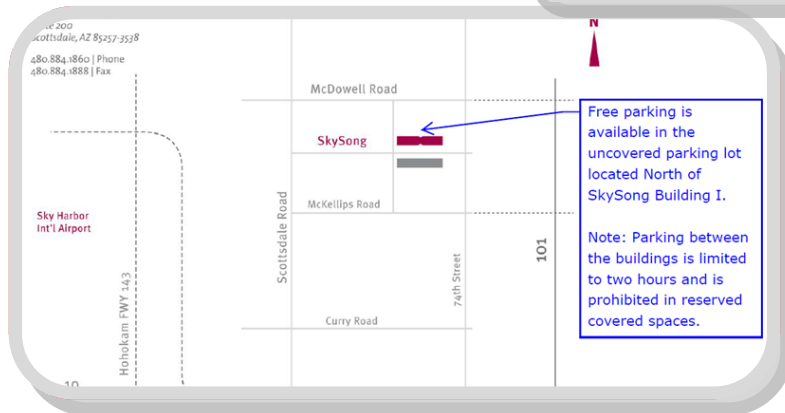 200
Scottsdale, AZ 85257-3538
480.884.1860 | Phone
480.884.1888 | Fax
N
McDowell Road
SkySong
McKellips Road
Scottsdale Road
74th Street
101
Sky Harbor
Int'l Airport
Hohokam FWY 143
Curry Road
10
Free parking is
available in the
uncovered parking lot
located North of
SkySong Building I.
Note: Parking between
the buildings is limited
to two hours and is
prohibited in reserved
covered spaces.